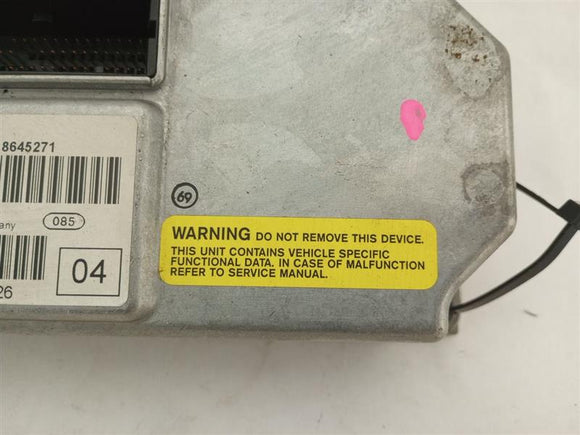 8645271
085
any
04
26
69
WARNING DO NOT REMOVE THIS DEVICE.
THIS UNIT CONTAINS VEHICLE SPECIFIC
FUNCTIONAL DATA. IN CASE OF MALFUNCTION
REFER TO SERVICE MANUAL.